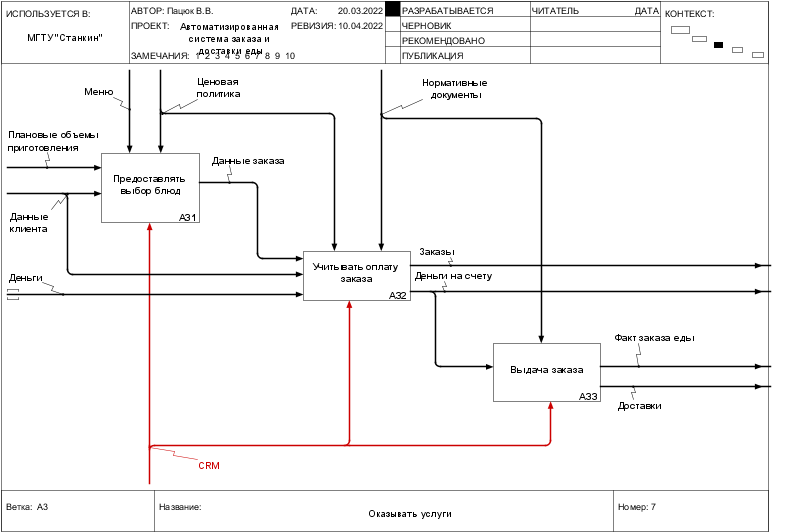 ИСПОЛЬЗУЕТСЯ В:
МГТУ"Станкин"
АВТОР: Пацюк В.В.
ДАТА: 20.03.2022
ПРОЕКТ: Автоматизированная
система заказа и
доставки еды
РЕВИЗИЯ: 10.04.2022
ЗАМЕЧАНИЯ: 1 2 3 4 5 6 7 8 9 10
РАЗРАБАТЫВАЕТСЯ
ЧЕРНОВИК
РЕКОМЕНДОВАНО
ПУБЛИКАЦИЯ
ЧИТАТЕЛЬ
ДАТА
КОНТЕКСТ:
Меню
Ценовая
политика
Нормативные
документы
Плановые объемы
приготовления
Предоставлять
выбор блюд
А31
Данные заказа
Данные
клиента
Деньги
Учитывать оплату
заказа
А32
Заказы
Деньги на счету
Выдача заказа
А33
Факт заказа еды
Доставки
CRM
Ветка: А3
Название:
Оказывать услуги
Номер: 7